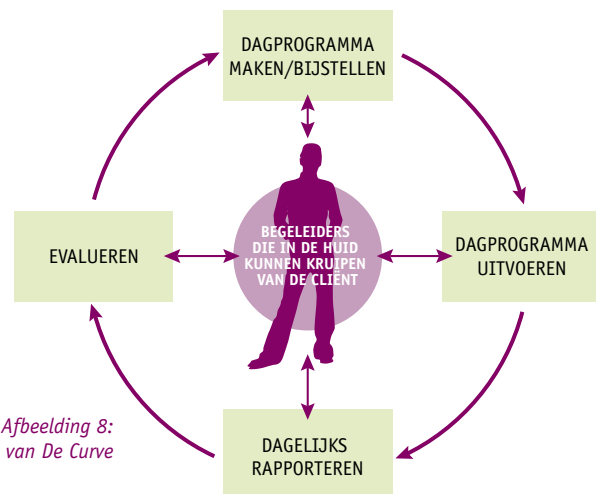 DAGPROGRAMMA
MAKEN/BIJSTELLEN
DAGPROGRAMMA
UITVOEREN
DAGELIJKS
RAPPORTEREN
EVALUEREN
BEGELEIDERS
DIE IN DE HUID
KUNNEN KRUIPEN
VAN DE CLIËNT
Afbeelding 8:
van De Curve